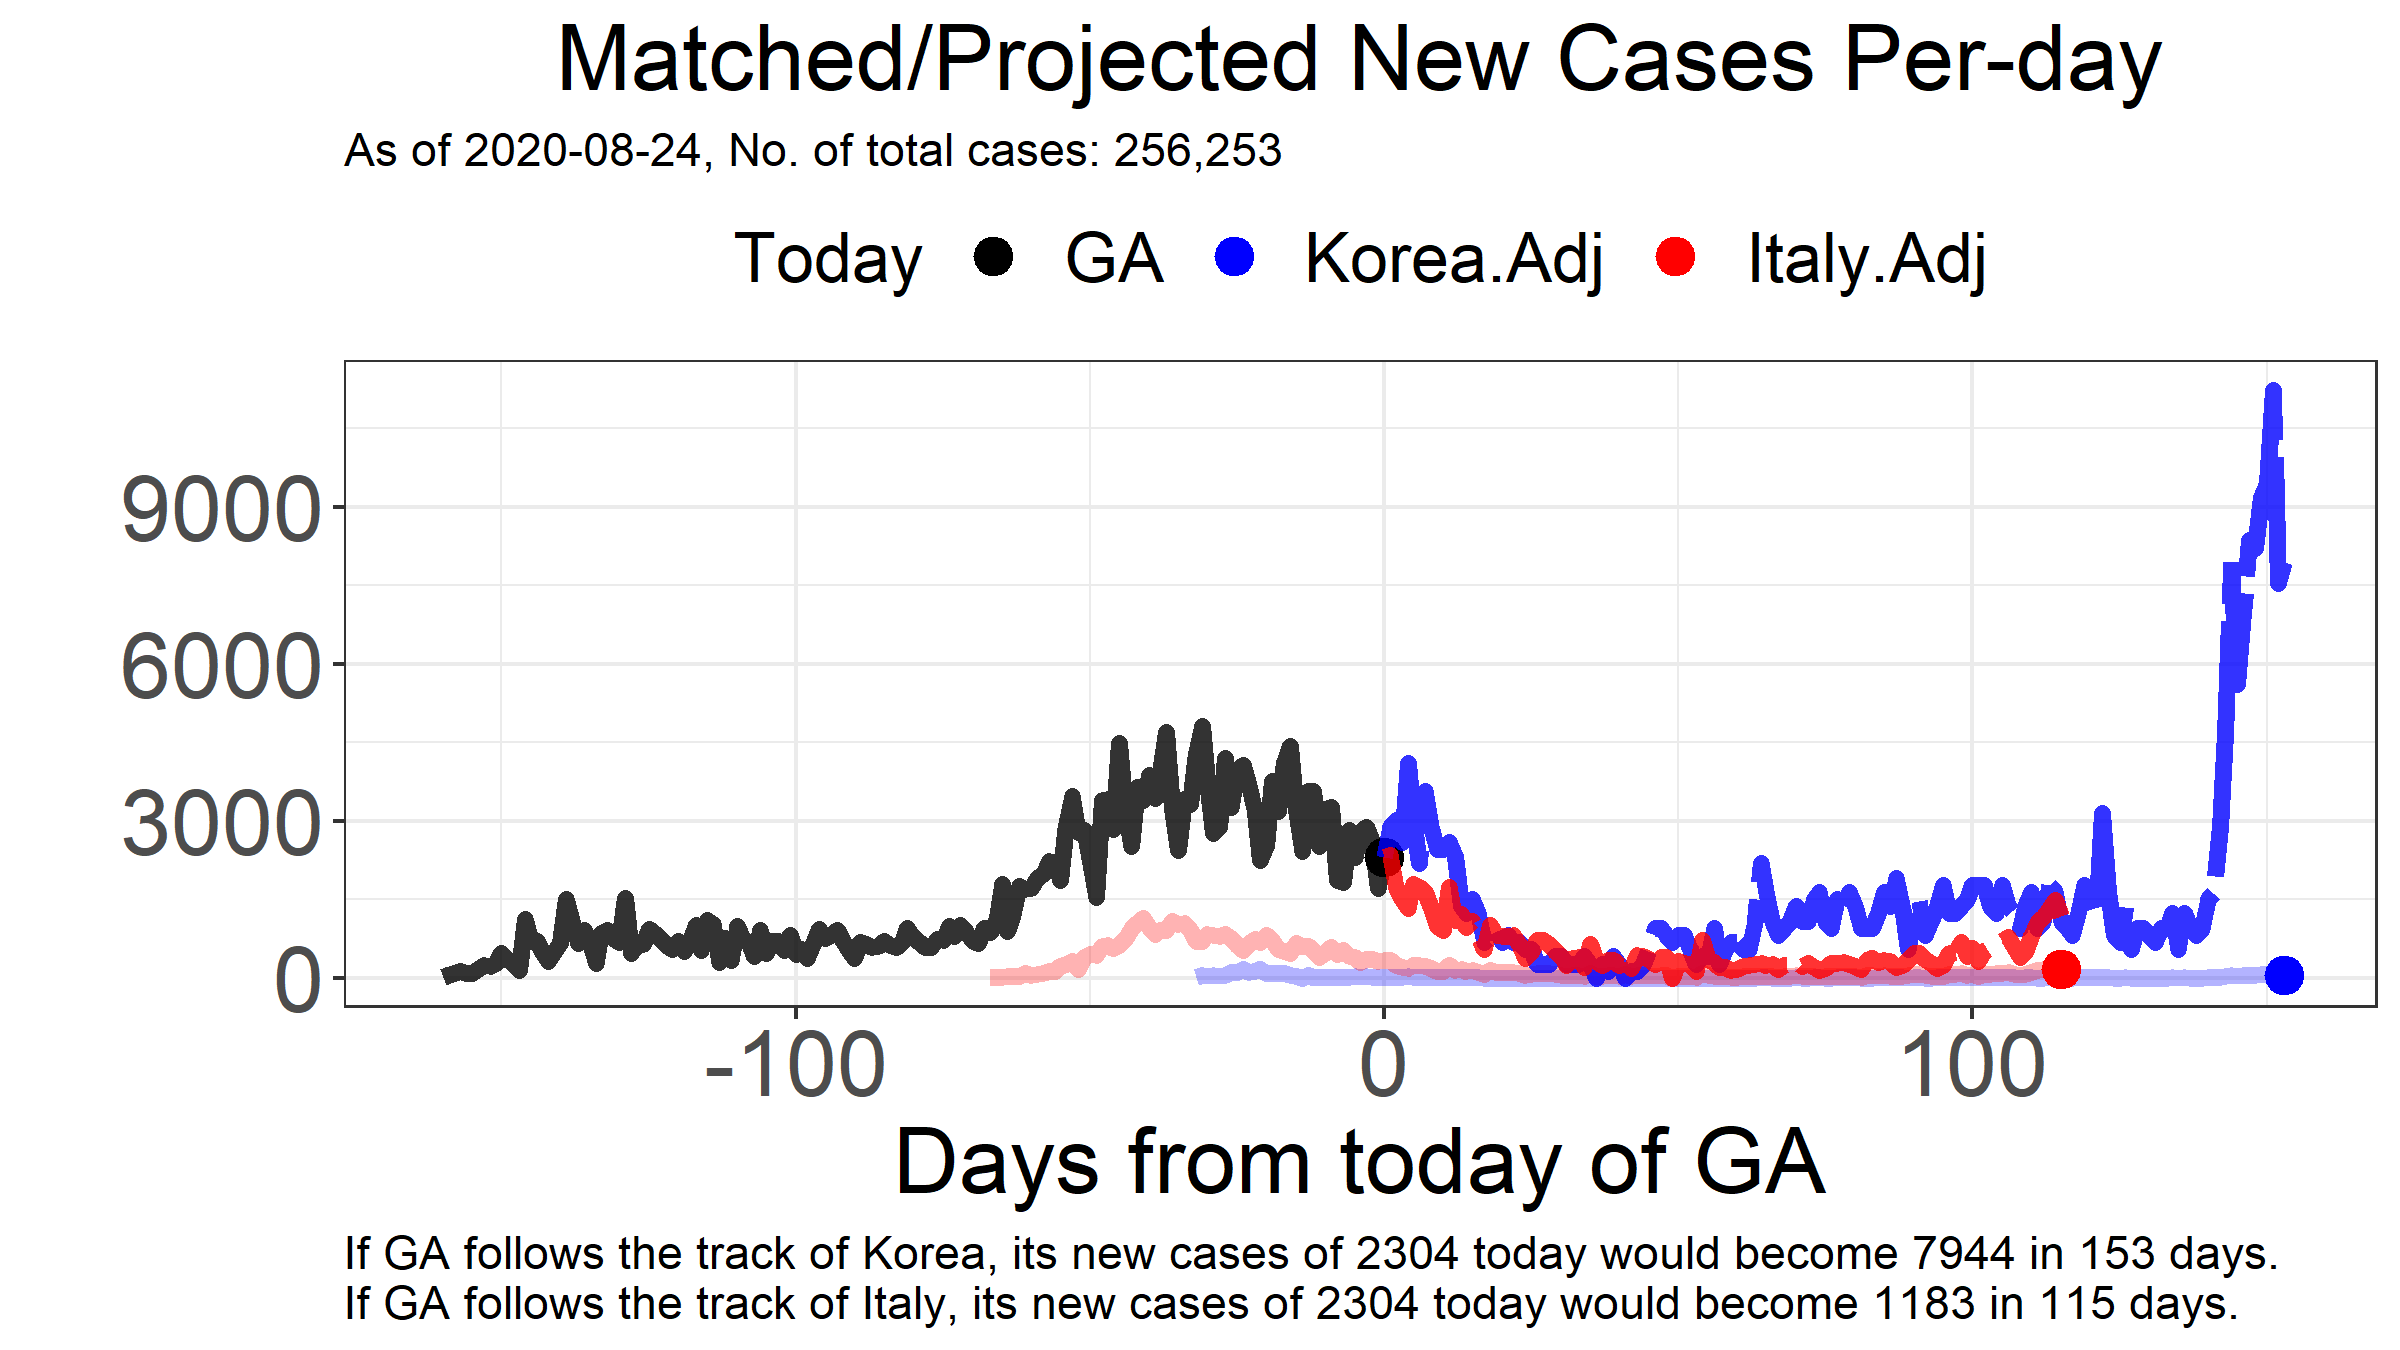 Matched/Projected New Cases Per-day
As of 2020-08-24, No. of total cases: 256,253
Today GA Korea.Adj Italy.Adj
9000
6000
3000
0
-100 0 100
Days from today of GA
If GA follows the track of Korea, its new cases of 2304 today would become 7944 in 153 days.
If GA follows the track of Italy, its new cases of 2304 today would become 1183 in 115 days.